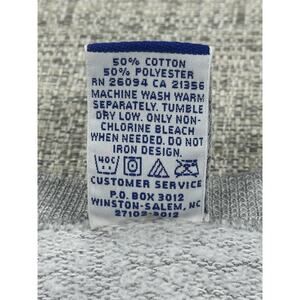 50% COTTON
50% POLYESTER
RN 26094 CA 21356
MACHINE WASH WARM
SEPARATELY. TUMBLE
DRY LOW. ONLY NON-
CHLORINE BLEACH
WHEN NEEDED. DO NOT
IRON DESIGN.
40C
CUSTOMER SERVICE
P.O. BOX 3012
WINSTON-SALEM, NC
27102-3012